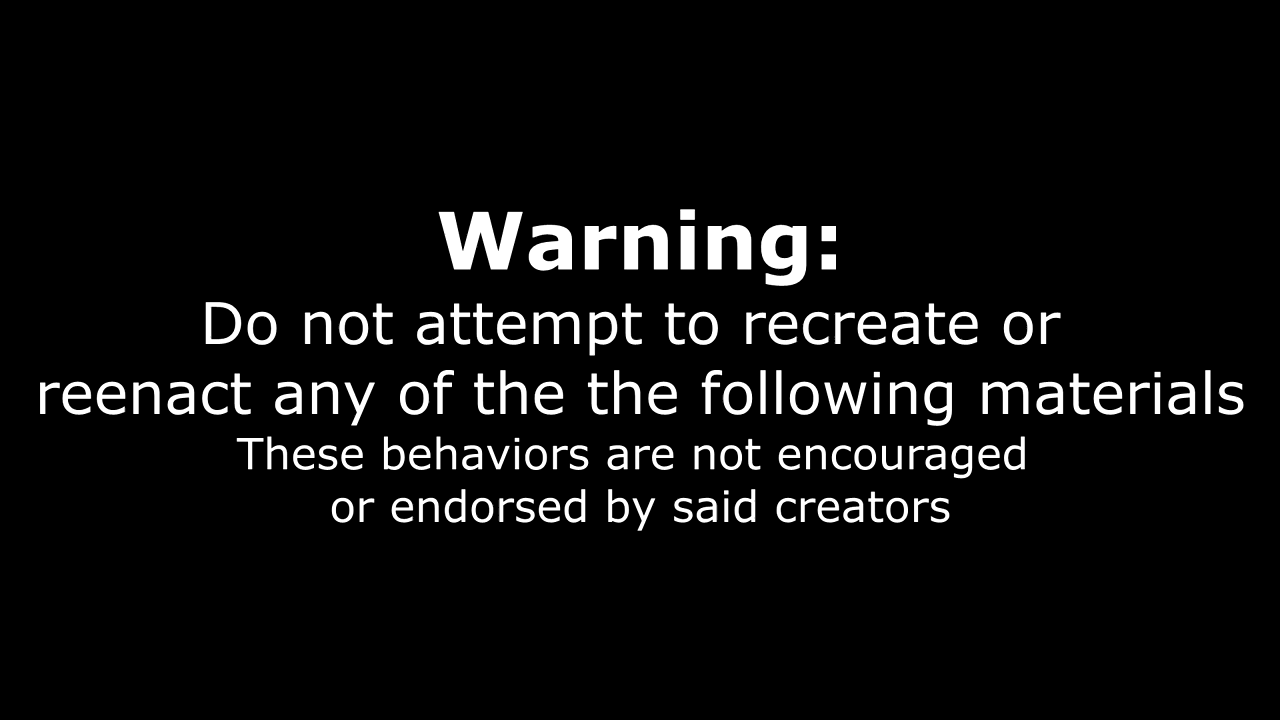 Warning:
Do not attempt to recreate or
reenact any of the the following materials
These behaviors are not encouraged
or endorsed by said creators